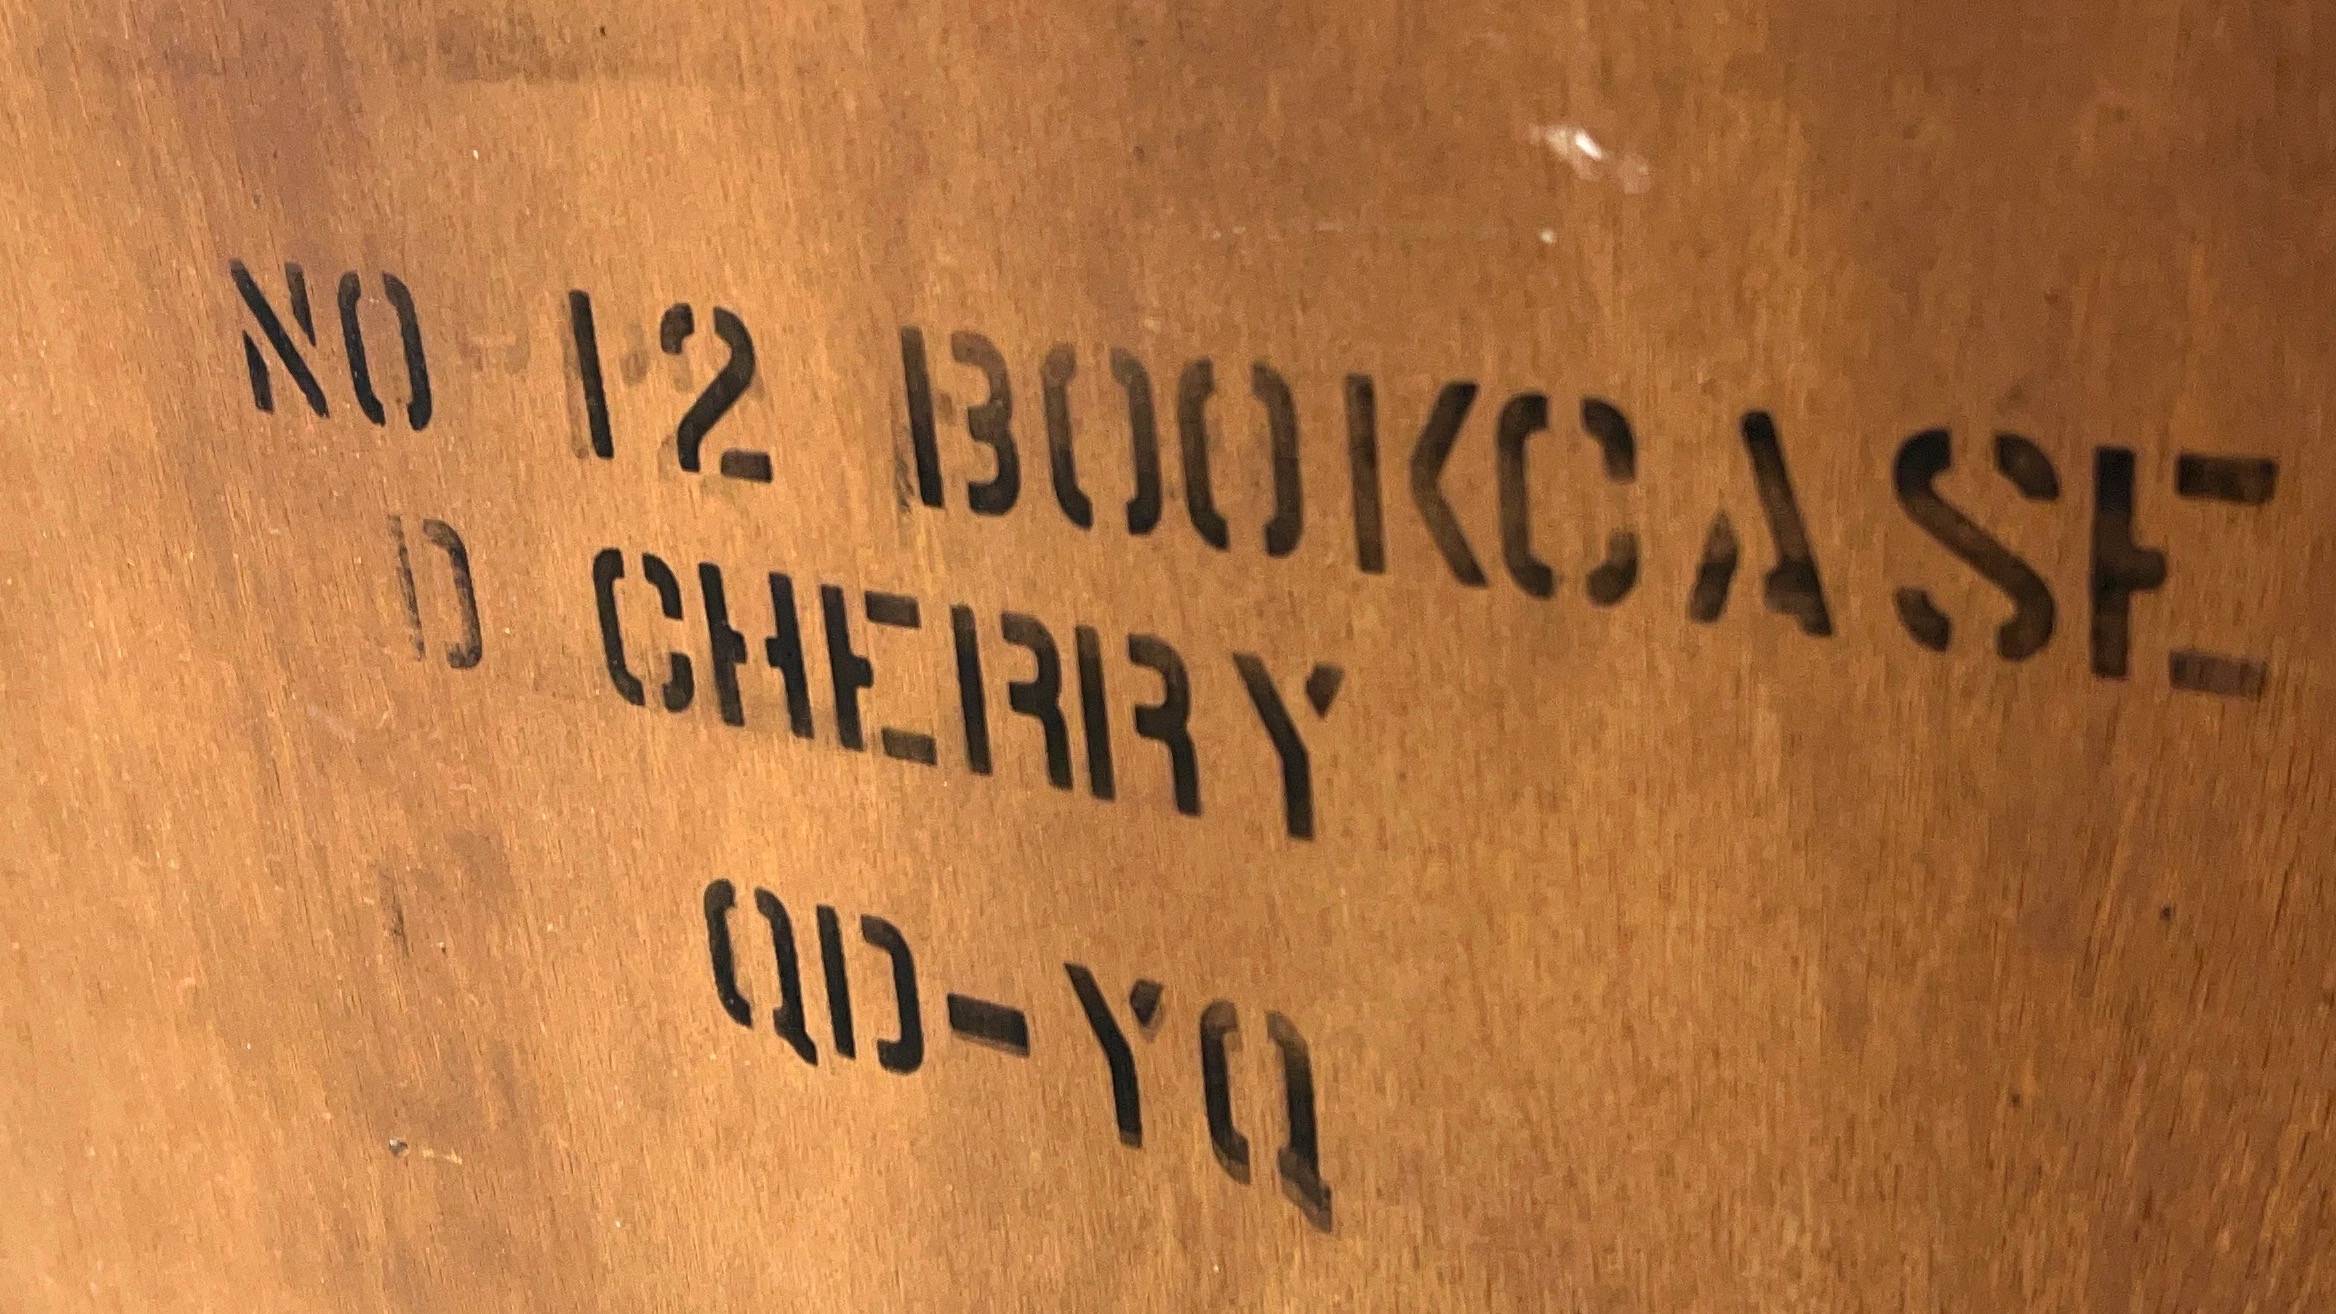 NO 12 BOOKCASE
D CHERRY
QD-YQ